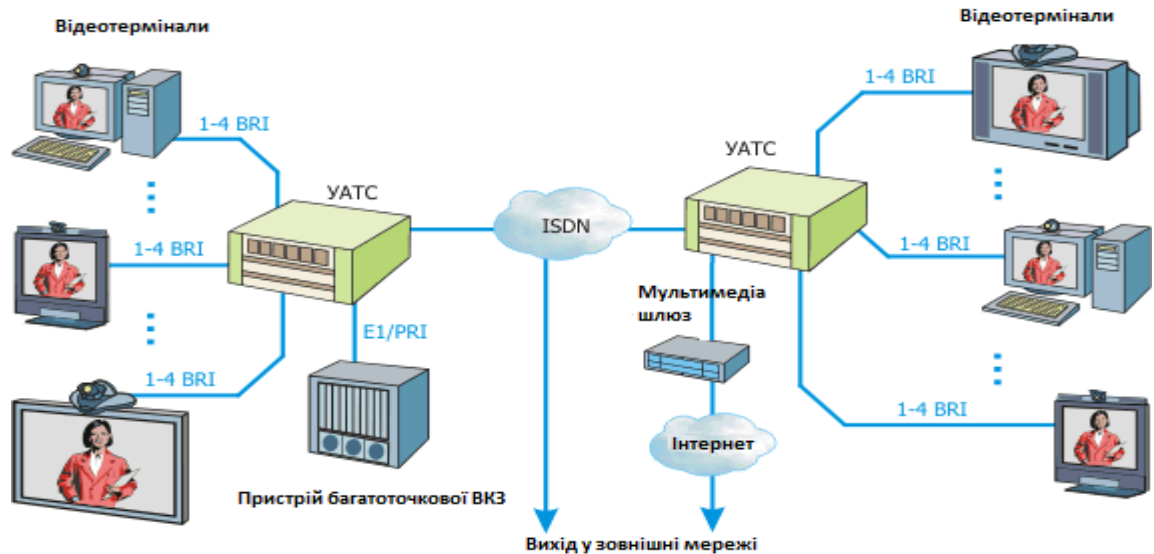 Відеотермінали
Відеотермінали
1-4 BRI
1-4 BRI
УАТС
УАТС
ISDN
1-4 BRI
1-4 BRI
Мультимедіа
шлюз
E1/PRI
1-4 BRI
1-4 BRI
Інтернет
Пристрій багатоточкової ВКЗ
Вихід у зовнішні мережі